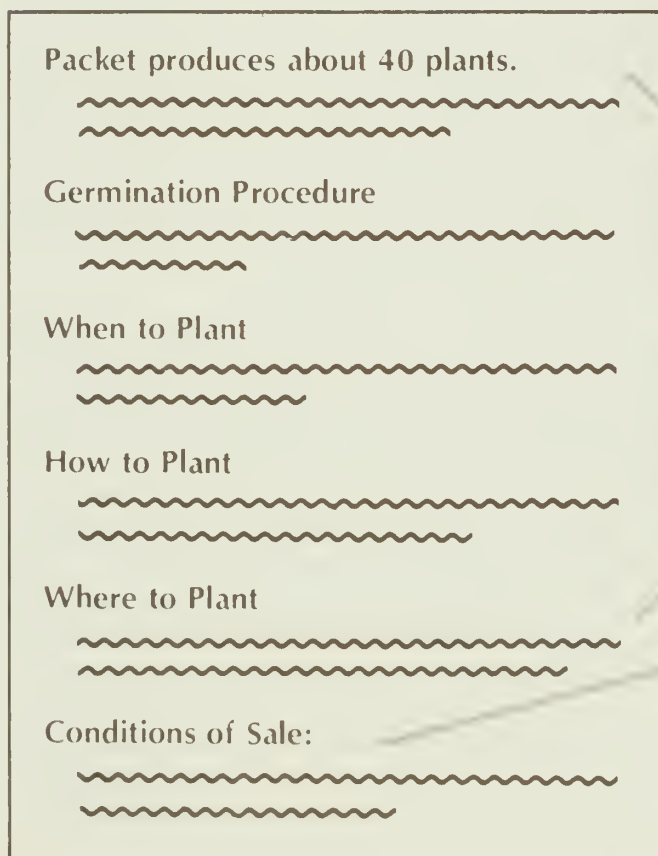 Packet produces about 40 plants.
Germination Procedure
When to Plant
How to Plant
Where to Plant
Conditions of Sale: